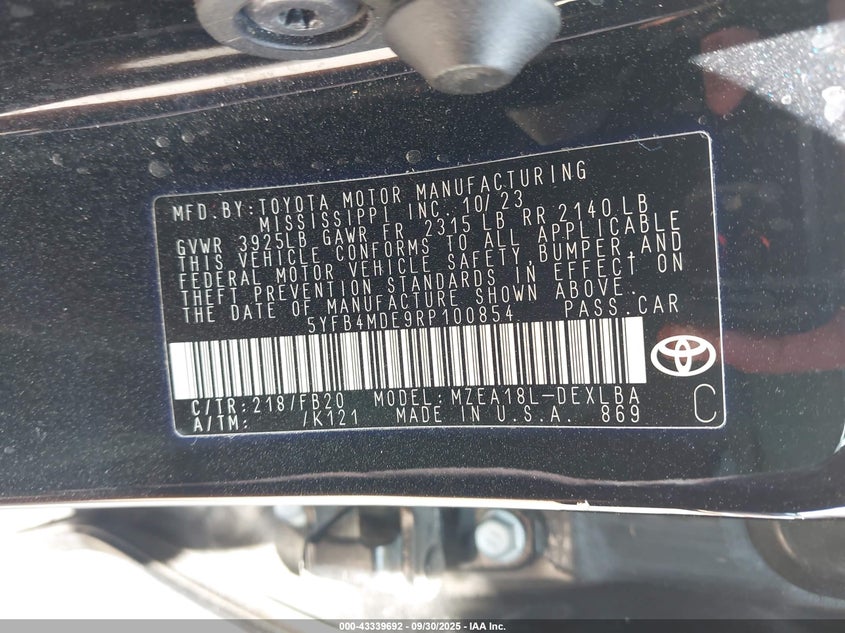 MFD. BY: TOYOTA MOTOR MANUFACTURING
MISSISSIPPI INC. 10/23
GVWR 3925LB GAWR FR 2315 LB RR 2140 LB
THIS VEHICLE CONFORMS TO ALL APPLICABLE
FEDERAL MOTOR VEHICLE SAFETY, BUMPER, AND
THEFT PREVENTION STANDARDS IN EFFECT ON
THE DATE OF MANUFACTURE SHOWN ABOVE.
5YFB4MDE9RP100854 PASS. CAR
C/TR: 218/FB20 MODEL: MZEA18L-DEXLBA
A/TM: /K121 MADE IN U.S.A. 869 C
000-43339692 - 09/30/2025 - IAA Inc.